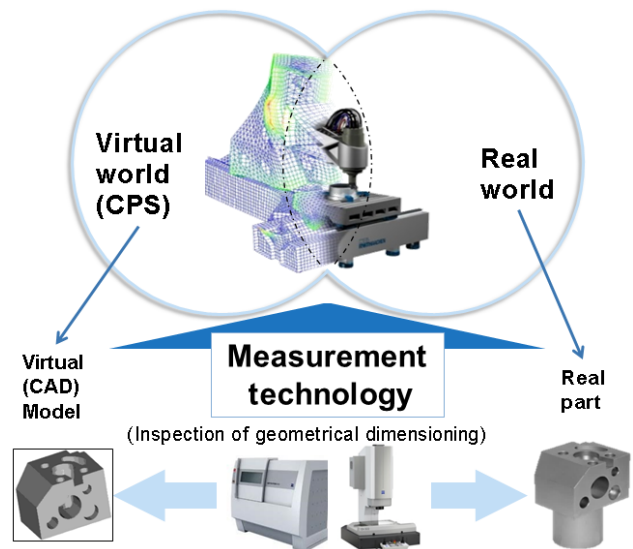 Virtual
world
(CPS)
Real
world
Virtual
(CAD)
Model
Measurement
technology
Real
part
(Inspection of geometrical dimensioning)